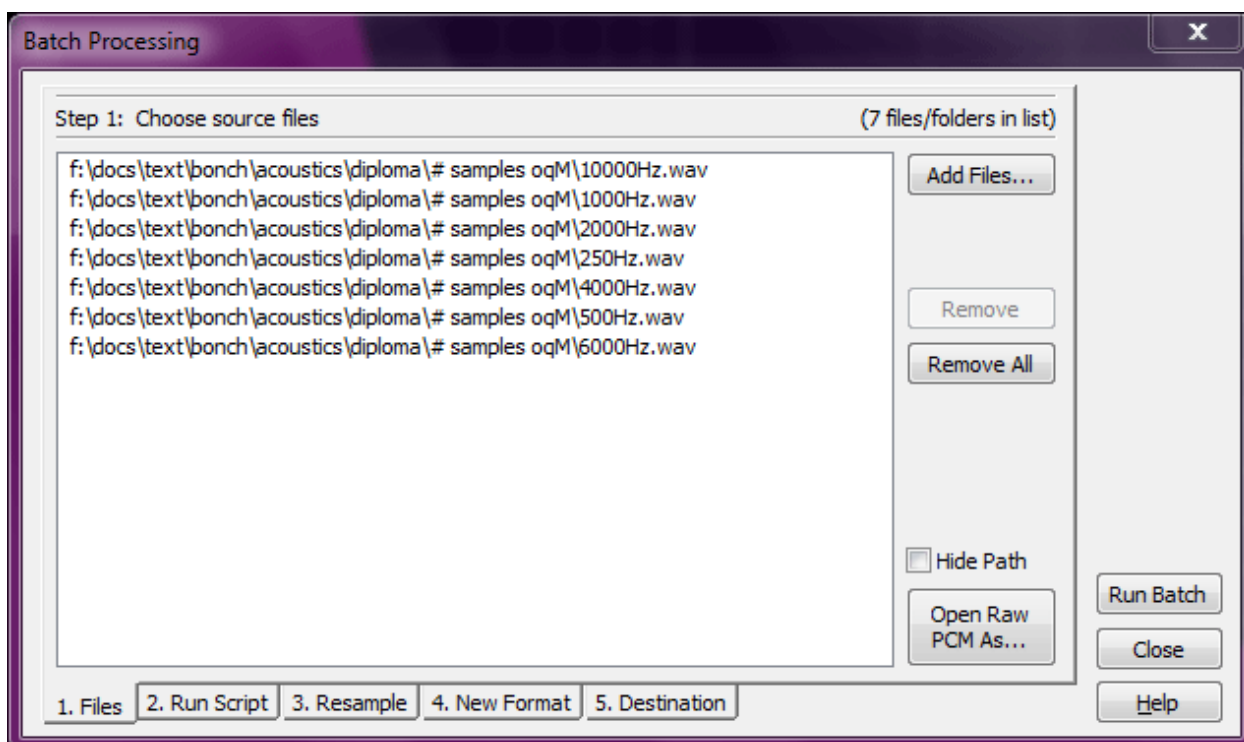 Batch Processing
Step 1: Choose source files (7 files/folders in list)
f:\docs\text\bonch\acoustics\diploma\# samples oqM\10000Hz.wav
f:\docs\text\bonch\acoustics\diploma\# samples oqM\1000Hz.wav
f:\docs\text\bonch\acoustics\diploma\# samples oqM\2000Hz.wav
f:\docs\text\bonch\acoustics\diploma\# samples oqM\250Hz.wav
f:\docs\text\bonch\acoustics\diploma\# samples oqM\4000Hz.wav
f:\docs\text\bonch\acoustics\diploma\# samples oqM\500Hz.wav
f:\docs\text\bonch\acoustics\diploma\# samples oqM\6000Hz.wav
Add Files...
Remove
Remove All
Hide Path
Open Raw
PCM As...
Run Batch
Close
Help
1. Files 2. Run Script 3. Resample 4. New Format 5. Destination